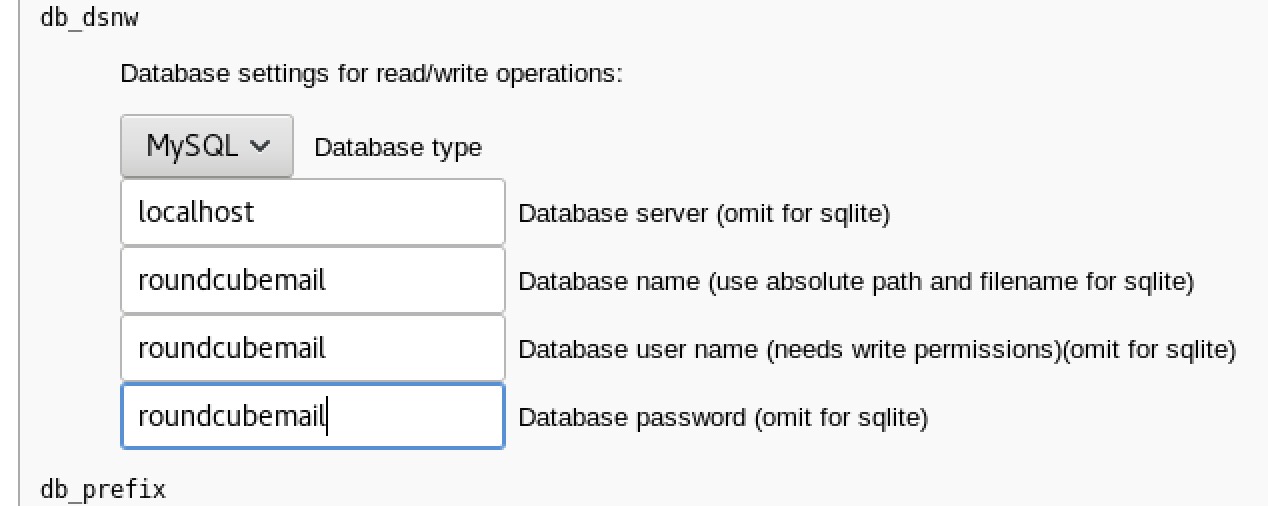 db_dsnw
Database settings for read/write operations:
MySQL Database type
localhost Database server (omit for sqlite)
roundcubemail Database name (use absolute path and filename for sqlite)
roundcubemail Database user name (needs write permissions)(omit for sqlite)
roundcubemail Database password (omit for sqlite)
db_prefix